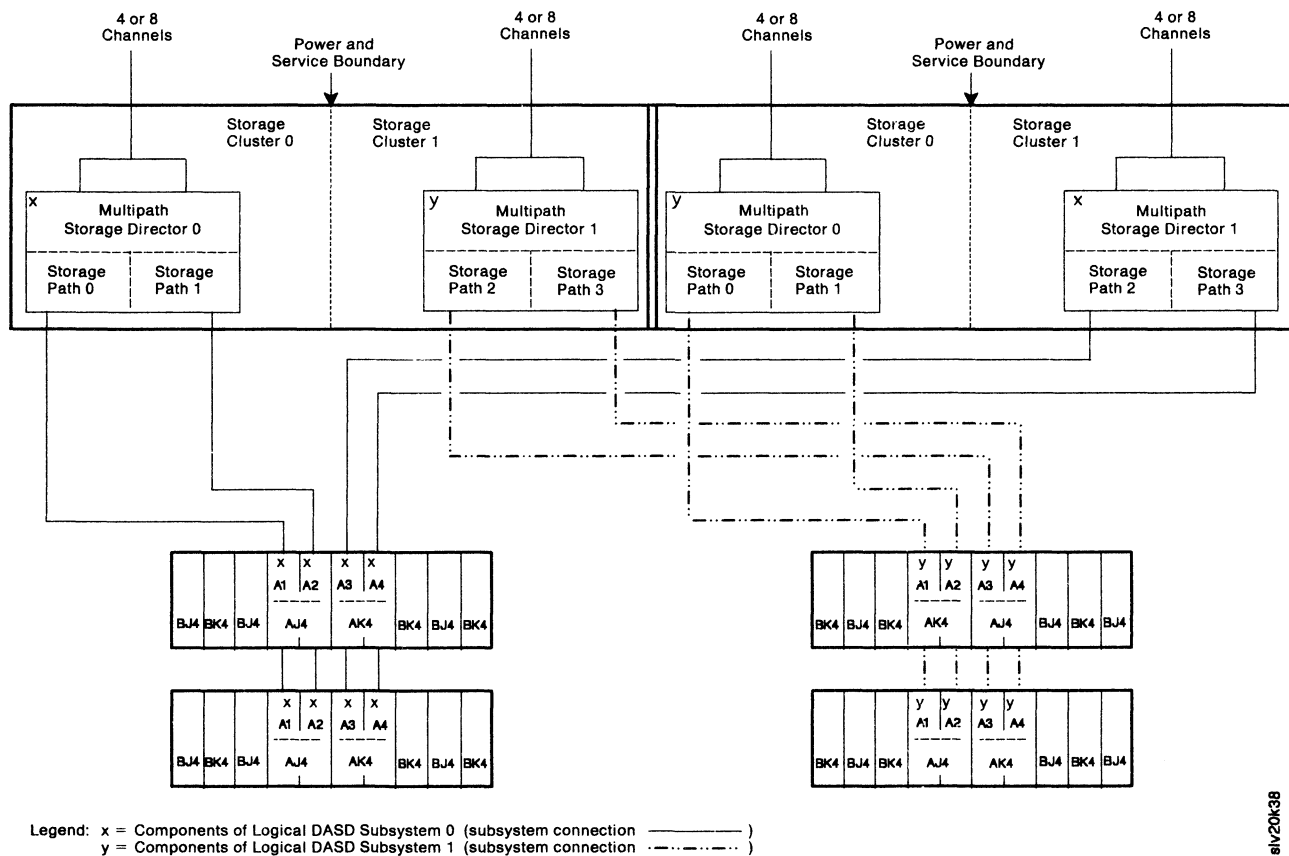 4 or 8
Channels
Power and
Service Boundary
4 or 8
Channels
4 or 8
Channels
Power and
Service Boundary
4 or 8
Channels
Storage
Cluster 0
Storage
Cluster 1
Storage
Cluster 0
Storage
Cluster 1
x
Multipath
Storage Director 0
Storage
Path 0
Storage
Path 1
y
Multipath
Storage Director 1
Storage
Path 2
Storage
Path 3
y
Multipath
Storage Director 0
Storage
Path 0
Storage
Path 1
x
Multipath
Storage Director 1
Storage
Path 2
Storage
Path 3
x x x x
A1 A2 A3 A4
BJ4 BK4 BJ4 AJ4 AK4 BK4 BJ4 BK4
y y y y
A1 A2 A3 A4
BK4 BJ4 BK4 AK4 AJ4 BJ4 BK4 BJ4
x x x x
A1 A2 A3 A4
BJ4 BK4 BJ4 AJ4 AK4 BK4 BJ4 BK4
y y y y
A1 A2 A3 A4
BK4 BJ4 BK4 AJ4 AK4 BJ4 BK4 BJ4
Legend: x = Components of Logical DASD Subsystem 0 (subsystem connection )
y = Components of Logical DASD Subsystem 1 (subsystem connection )
slv20k38